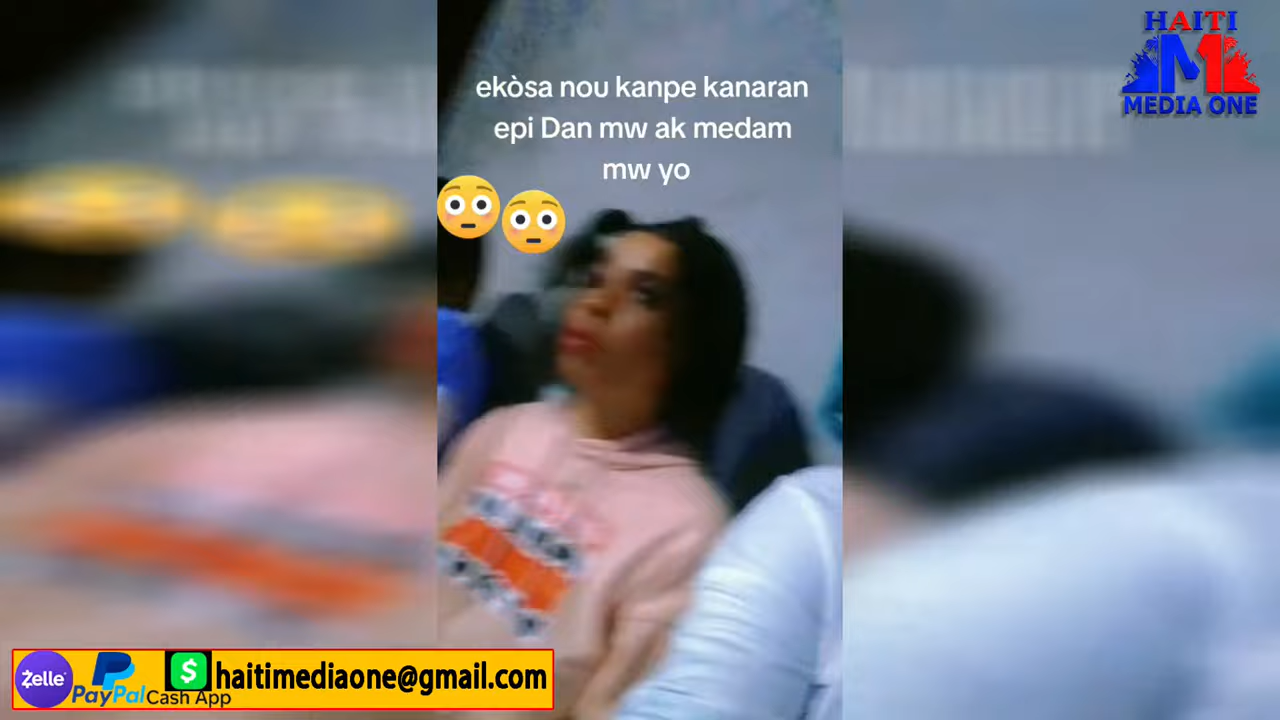 HAITI
MEDIA ONE
ekòsa nou kanpe kanaran
epi Dan mw ak medam
mw yo
Zelle
PayPal
Cash App
haitimediaone@gmail.com